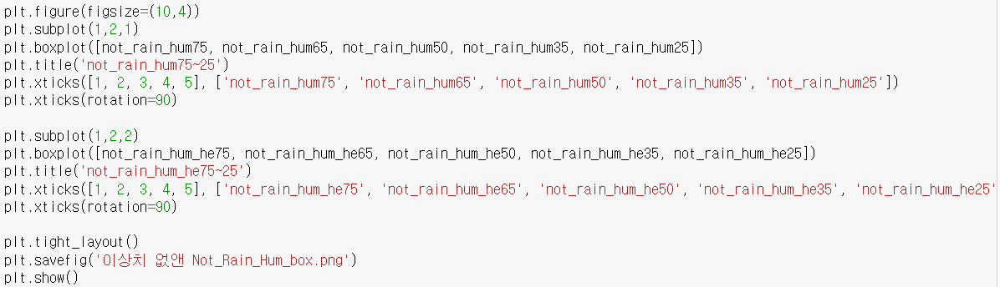 plt.figure(figsize=(10,4))
plt.subplot(1,2,1)
plt.boxplot([not_rain_hum75, not_rain_hum65, not_rain_hum50, not_rain_hum35, not_rain_hum25])
plt.title('not_rain_hum75~25')
plt.xticks([1, 2, 3, 4, 5], ['not_rain_hum75', 'not_rain_hum65', 'not_rain_hum50', 'not_rain_hum35', 'not_rain_hum25'])
plt.xticks(rotation=90)
plt.subplot(1,2,2)
plt.boxplot([not_rain_hum_he75, not_rain_hum_he65, not_rain_hum_he50, not_rain_hum_he35, not_rain_hum_he25])
plt.title('not_rain_hum_he75~25')
plt.xticks([1, 2, 3, 4, 5], ['not_rain_hum_he75', 'not_rain_hum_he65', 'not_rain_hum_he50', 'not_rain_hum_he35', 'not_rain_hum_he25'
plt.xticks(rotation=90)
plt.tight_layout()
plt.savefig('이상치 없앤 Not_Rain_Hum_box.png')
plt.show()